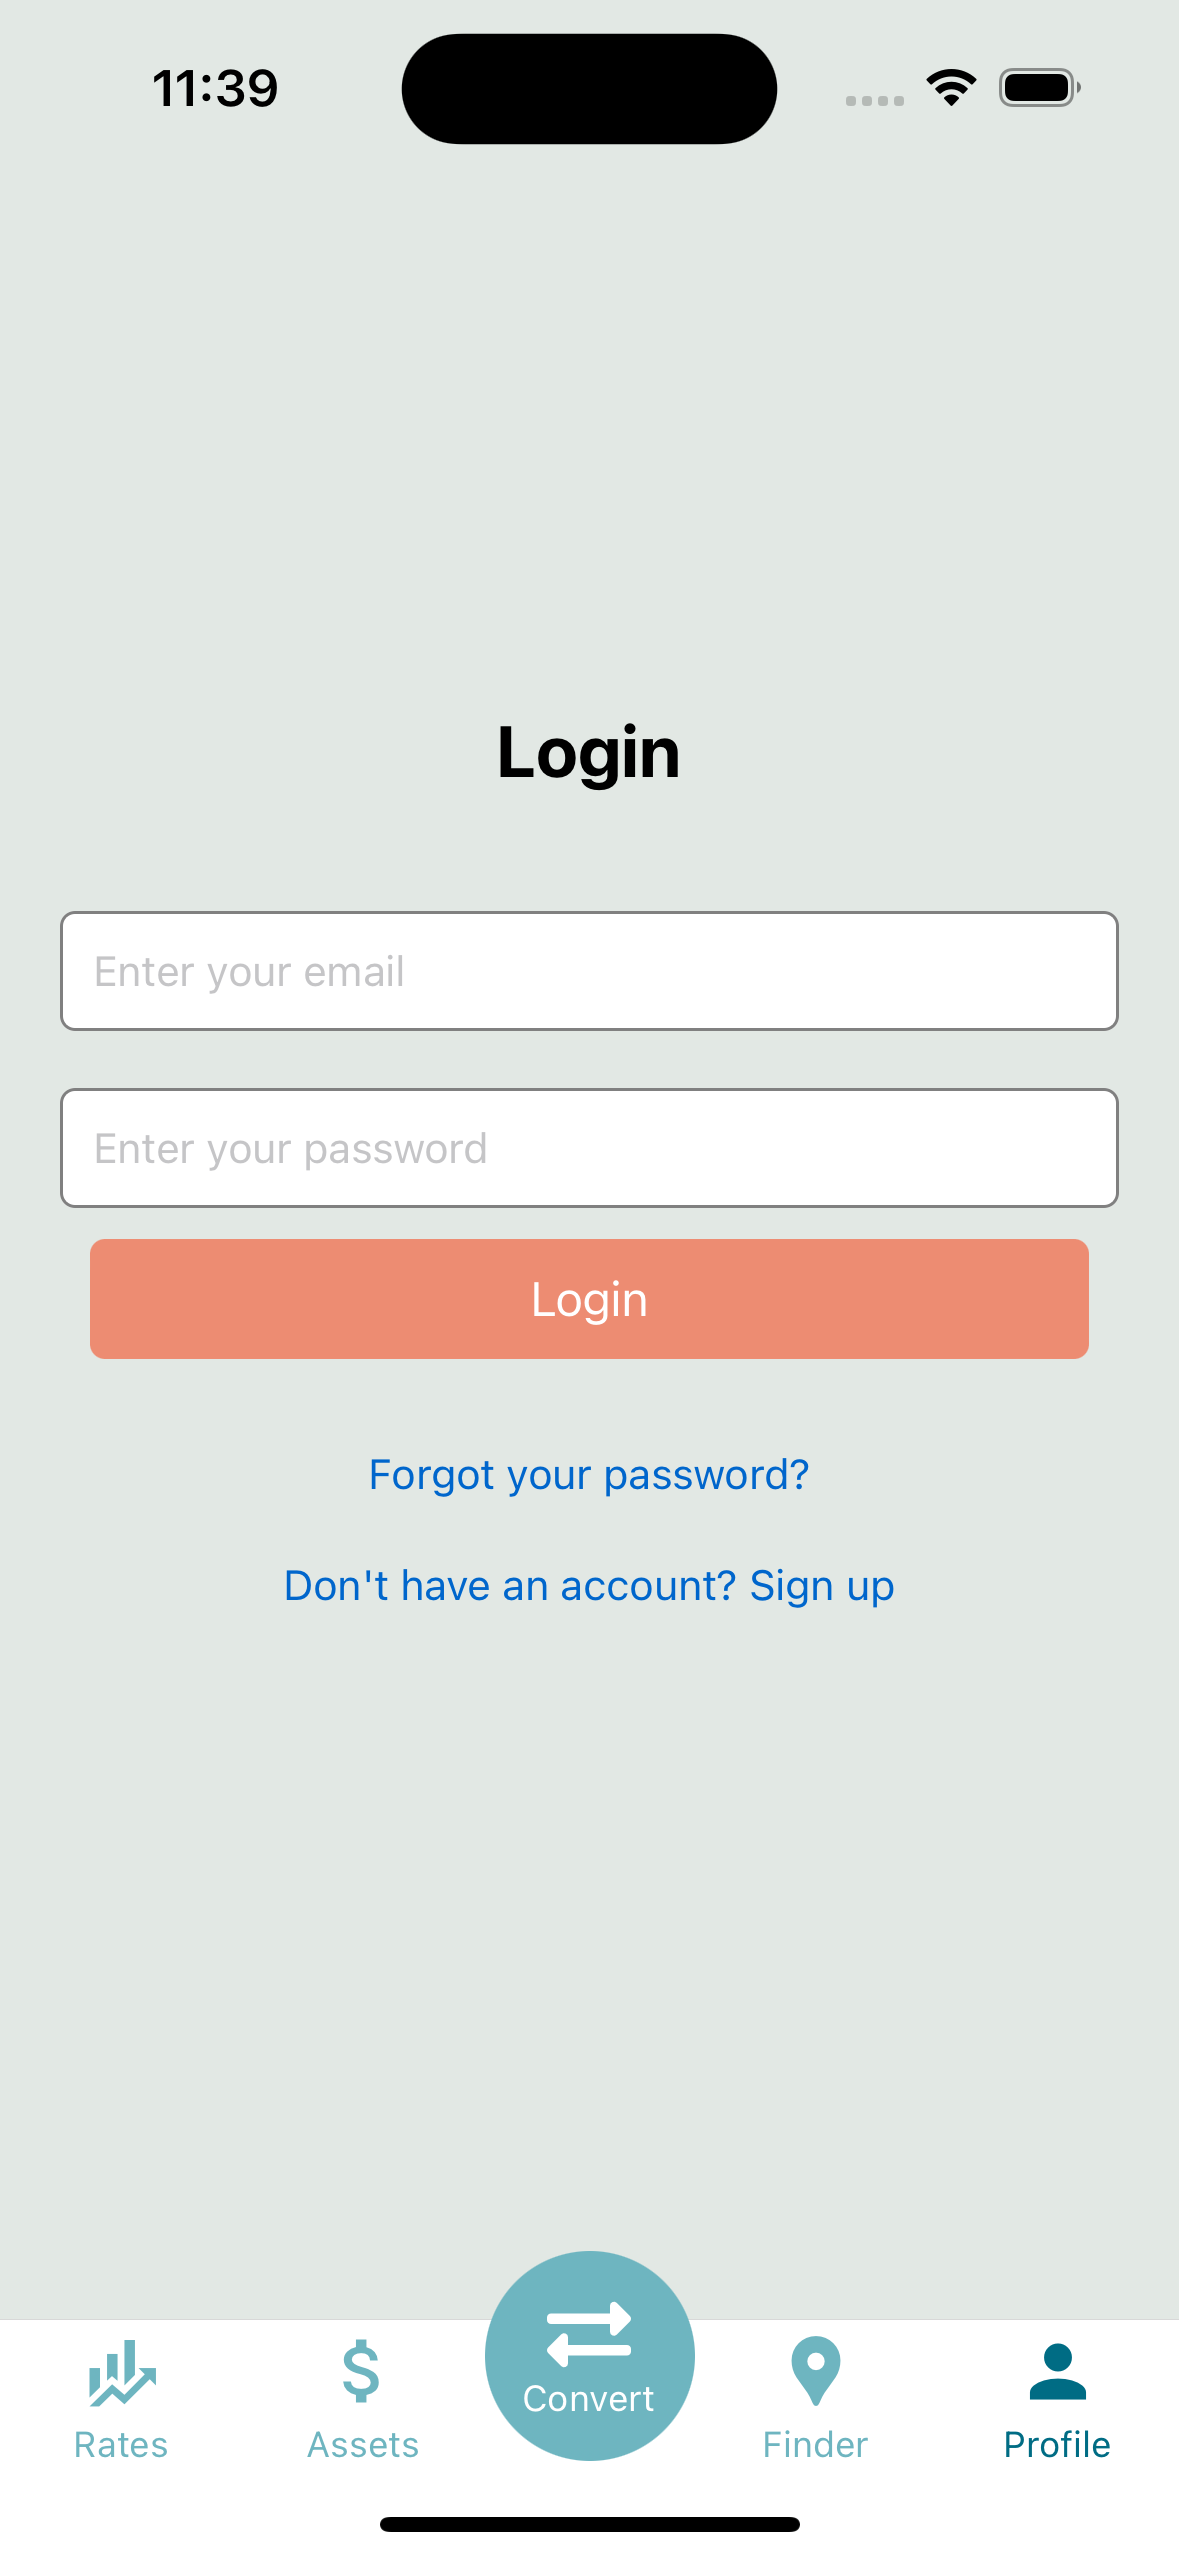 11:39
Login
Enter your email
Enter your password
Login
Forgot your password?
Don't have an account? Sign up
Convert
Rates
Assets
Finder
Profile